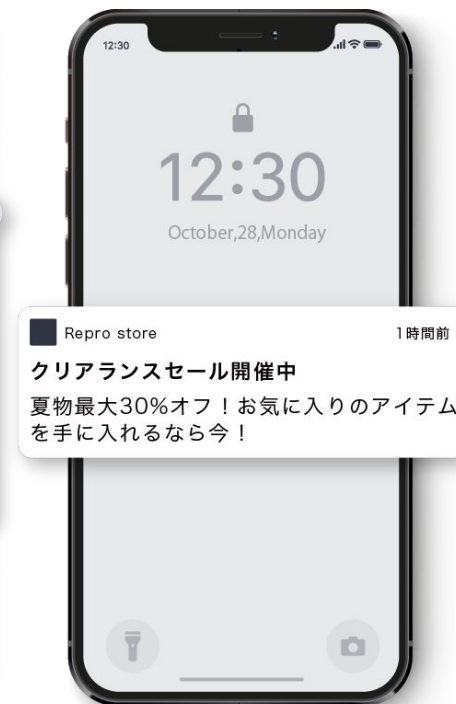 12:30
12:30
October,28,Monday
Repro store 1時間前
クリアランスセール開催中
夏物最大30%オフ！お気に入りのアイテム
を手に入れるなら今！